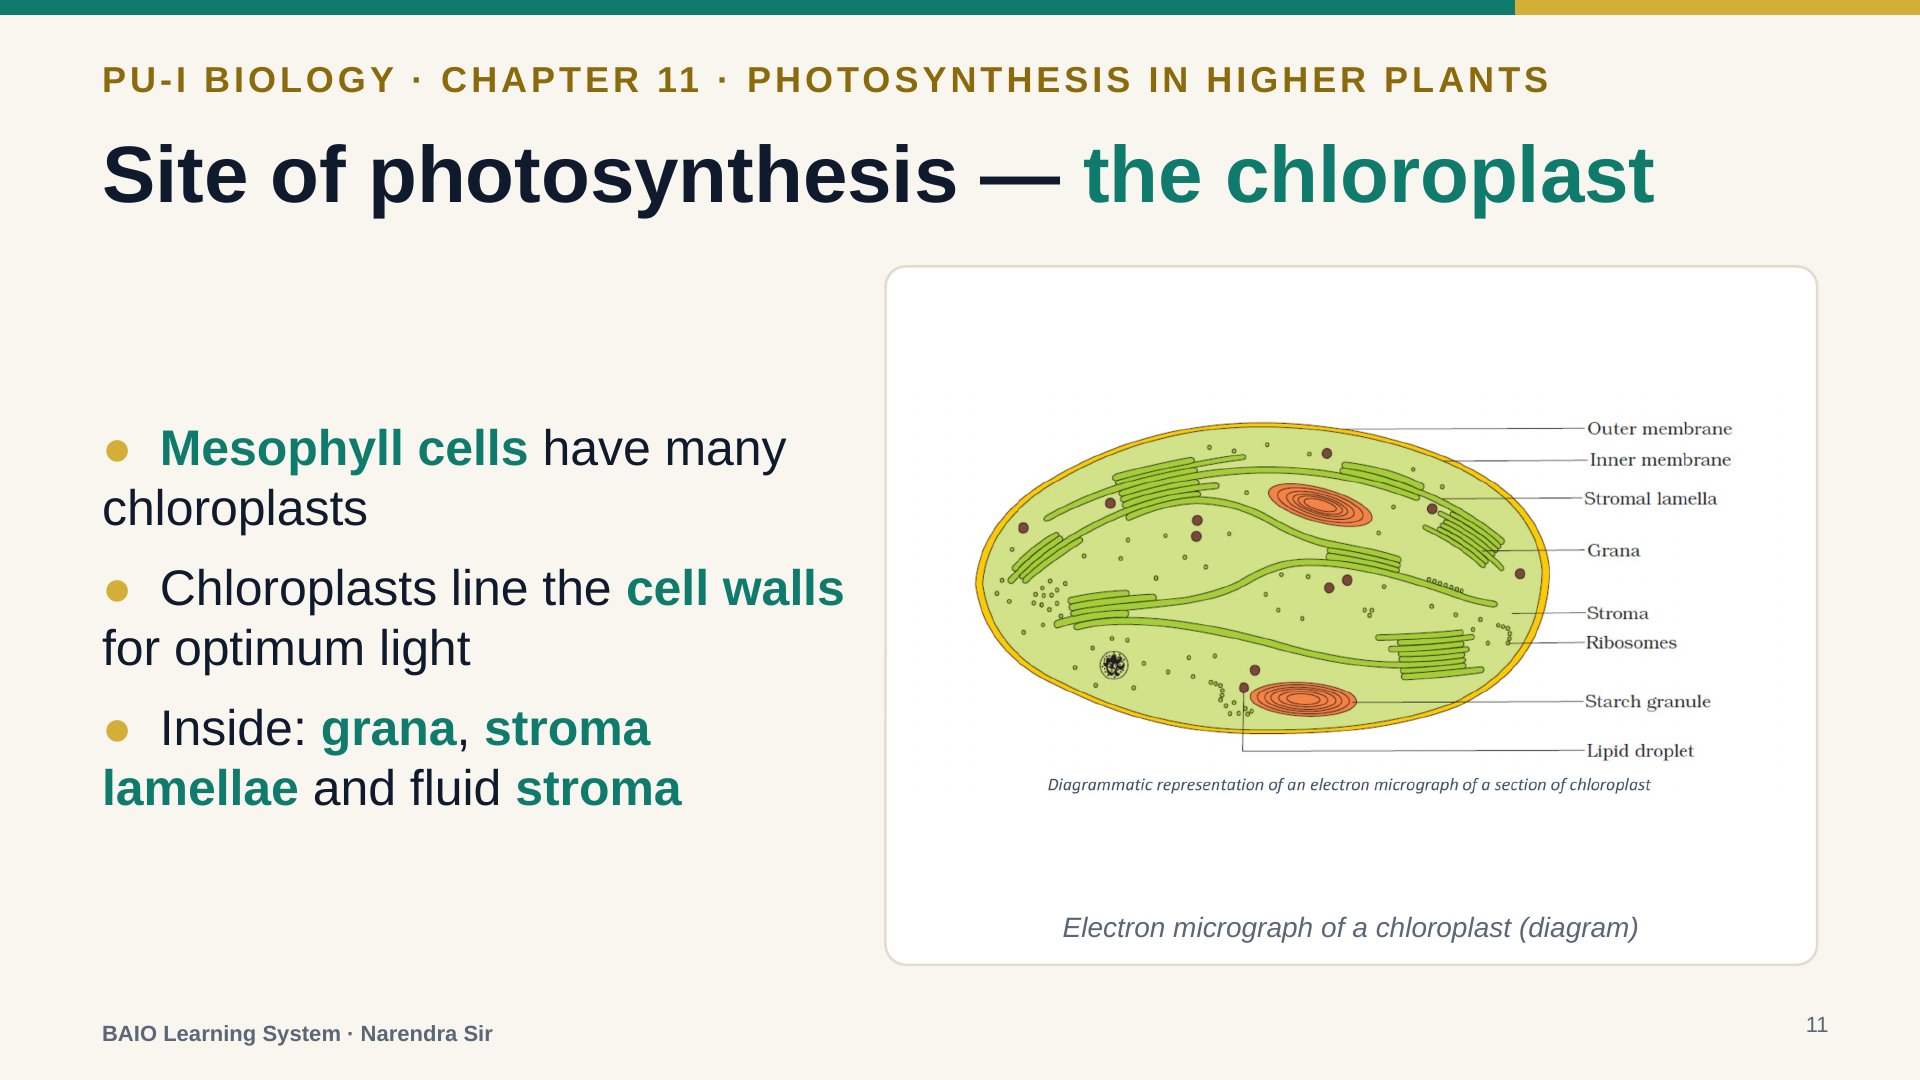 PU-I BIOLOGY · CHAPTER 11 · PHOTOSYNTHESIS IN HIGHER PLANTS
Site of photosynthesis — the chloroplast
● Mesophyll cells have many
chloroplasts
● Chloroplasts line the cell walls
for optimum light
● Inside: grana, stroma
lamellae and fluid stroma
Outer membrane
Inner membrane
Stromal lamella
Grana
Stroma
Ribosomes
Starch granule
Lipid droplet
Diagrammatic representation of an electron micrograph of a section of chloroplast
Electron micrograph of a chloroplast (diagram)
BAIO Learning System · Narendra Sir
11